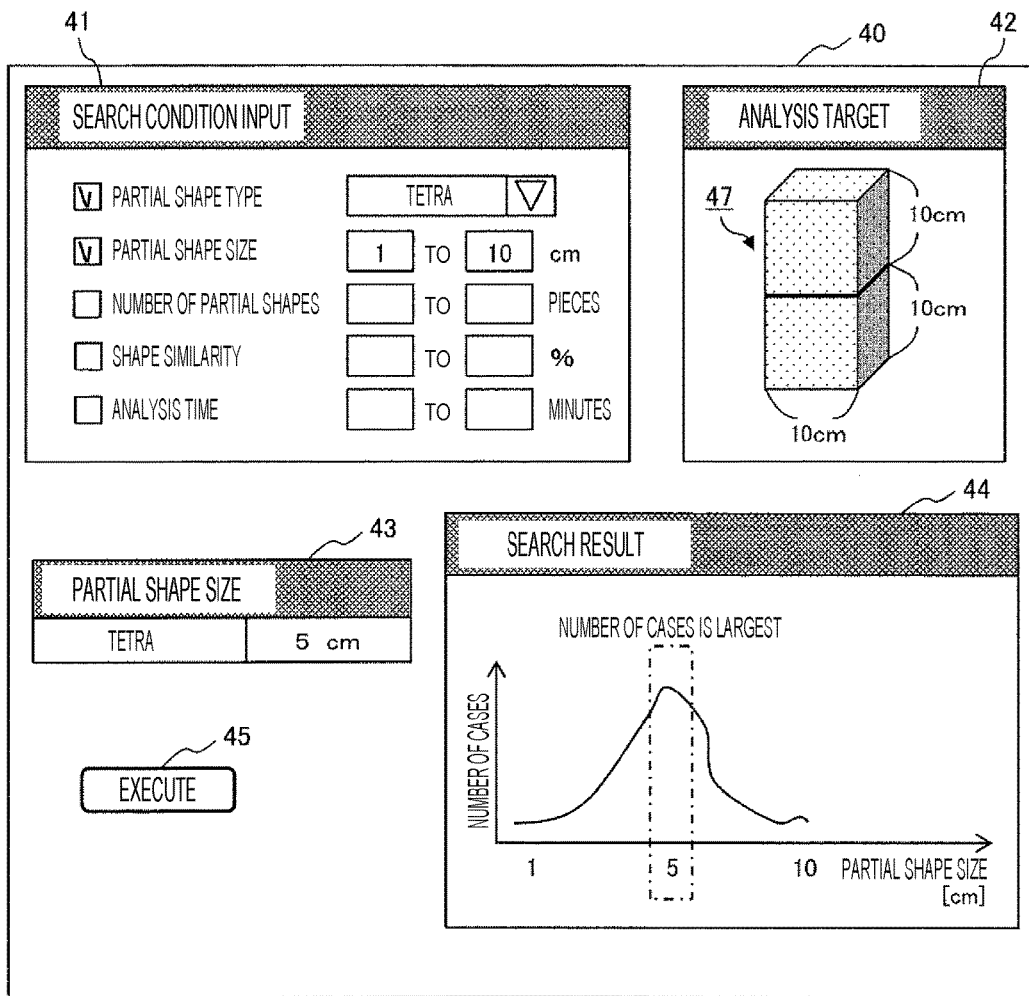 40
41
SEARCH CONDITION INPUT
V PARTIAL SHAPE TYPE TETRA
V PARTIAL SHAPE SIZE 1 TO 10 cm
NUMBER OF PARTIAL SHAPES TO PIECES
SHAPE SIMILARITY TO %
ANALYSIS TIME TO MINUTES
42
ANALYSIS TARGET
47
10cm
10cm
10cm
43
PARTIAL SHAPE SIZE
TETRA 5 cm
45
EXECUTE
44
SEARCH RESULT
NUMBER OF CASES IS LARGEST
NUMBER OF CASES
1 5 10 PARTIAL SHAPE SIZE
[cm]